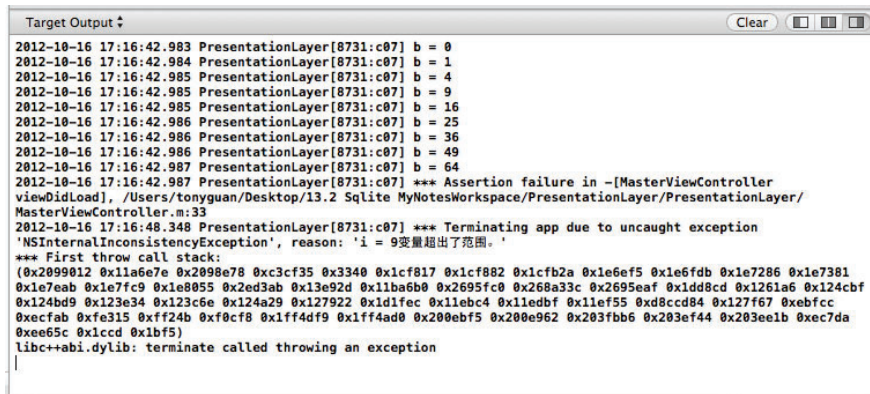 Target Output
Clear
2012-10-16 17:16:42.983 PresentationLayer[8731:c07] b = 0
2012-10-16 17:16:42.984 PresentationLayer[8731:c07] b = 1
2012-10-16 17:16:42.985 PresentationLayer[8731:c07] b = 4
2012-10-16 17:16:42.985 PresentationLayer[8731:c07] b = 9
2012-10-16 17:16:42.985 PresentationLayer[8731:c07] b = 16
2012-10-16 17:16:42.986 PresentationLayer[8731:c07] b = 25
2012-10-16 17:16:42.986 PresentationLayer[8731:c07] b = 36
2012-10-16 17:16:42.986 PresentationLayer[8731:c07] b = 49
2012-10-16 17:16:42.987 PresentationLayer[8731:c07] b = 64
2012-10-16 17:16:42.987 PresentationLayer[8731:c07] *** Assertion failure in -[MasterViewController
viewDidLoad], /Users/tonyguan/Desktop/13.2 Sqlite MyNotesWorkspace/PresentationLayer/PresentationLayer/
MasterViewController.m:33
2012-10-16 17:16:48.348 PresentationLayer[8731:c07] *** Terminating app due to uncaught exception
'NSInternalInconsistencyException', reason: 'i = 9变量超出了范围。'
*** First throw call stack:
(0x2099012 0x11a6e7e 0x2098e78 0xc3cf35 0x3340 0x1cf817 0x1cf882 0x1cfb2a 0x1e6ef5 0x1e6fdb 0x1e7286 0x1e7381
0x1e7eab 0x1e7fc9 0x1e8055 0x2ed3ab 0x13e92d 0x11ba6b0 0x2695fc0 0x268a33c 0x2695eaf 0x1dd8cd 0x1261a6 0x124cbf
0x124bd9 0x123e34 0x123c6e 0x124a29 0x127922 0x1d1fec 0x11ebc4 0x11edbf 0x11ef55 0xd8ccd84 0x127f67 0xebfcc
0xecfab 0xfe315 0xff24b 0xf0cf8 0x1ff4df9 0x1ff4ad0 0x200ebf5 0x200e962 0x203fbb6 0x203ef44 0x203ee1b 0xec7da
0xee65c 0x1ccd 0x1bf5)
libc++abi.dylib: terminate called throwing an exception